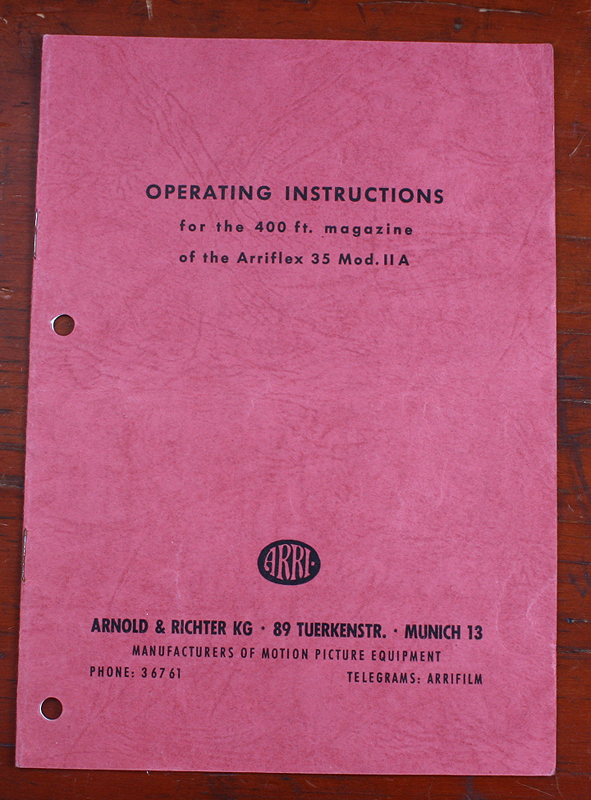 OPERATING INSTRUCTIONS
for the 400 ft. magazine
of the Arriflex 35 Mod. II A
ARRI·
ARNOLD & RICHTER KG · 89 TUERKENSTR. · MUNICH 13
MANUFACTURERS OF MOTION PICTURE EQUIPMENT
PHONE: 36761 TELEGRAMS: ARRIFILM